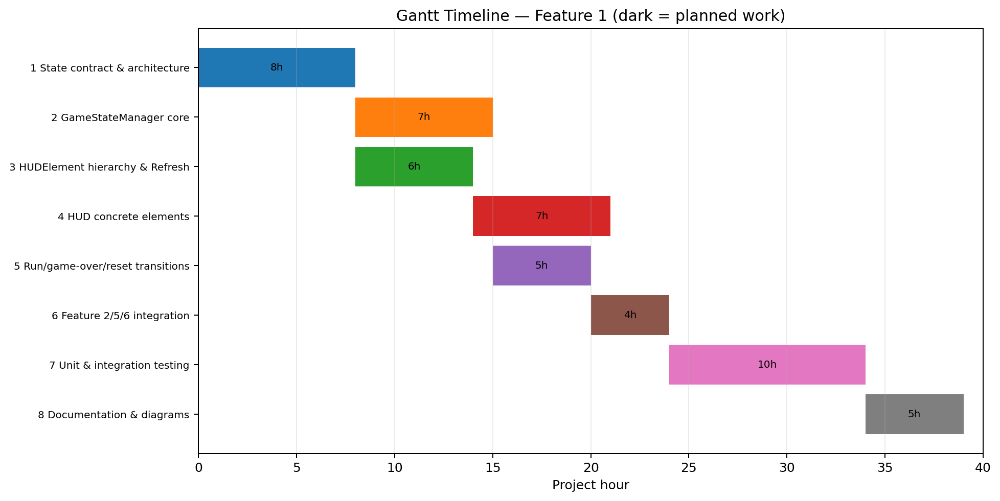 Gantt Timeline — Feature 1 (dark = planned work)
1 State contract & architecture
8h
2 GameStateManager core
7h
3 HUDElement hierarchy & Refresh
6h
4 HUD concrete elements
7h
5 Run/game-over/reset transitions
5h
6 Feature 2/5/6 integration
4h
7 Unit & integration testing
10h
8 Documentation & diagrams
5h
0 5 10 15 20 25 30 35 40
Project hour